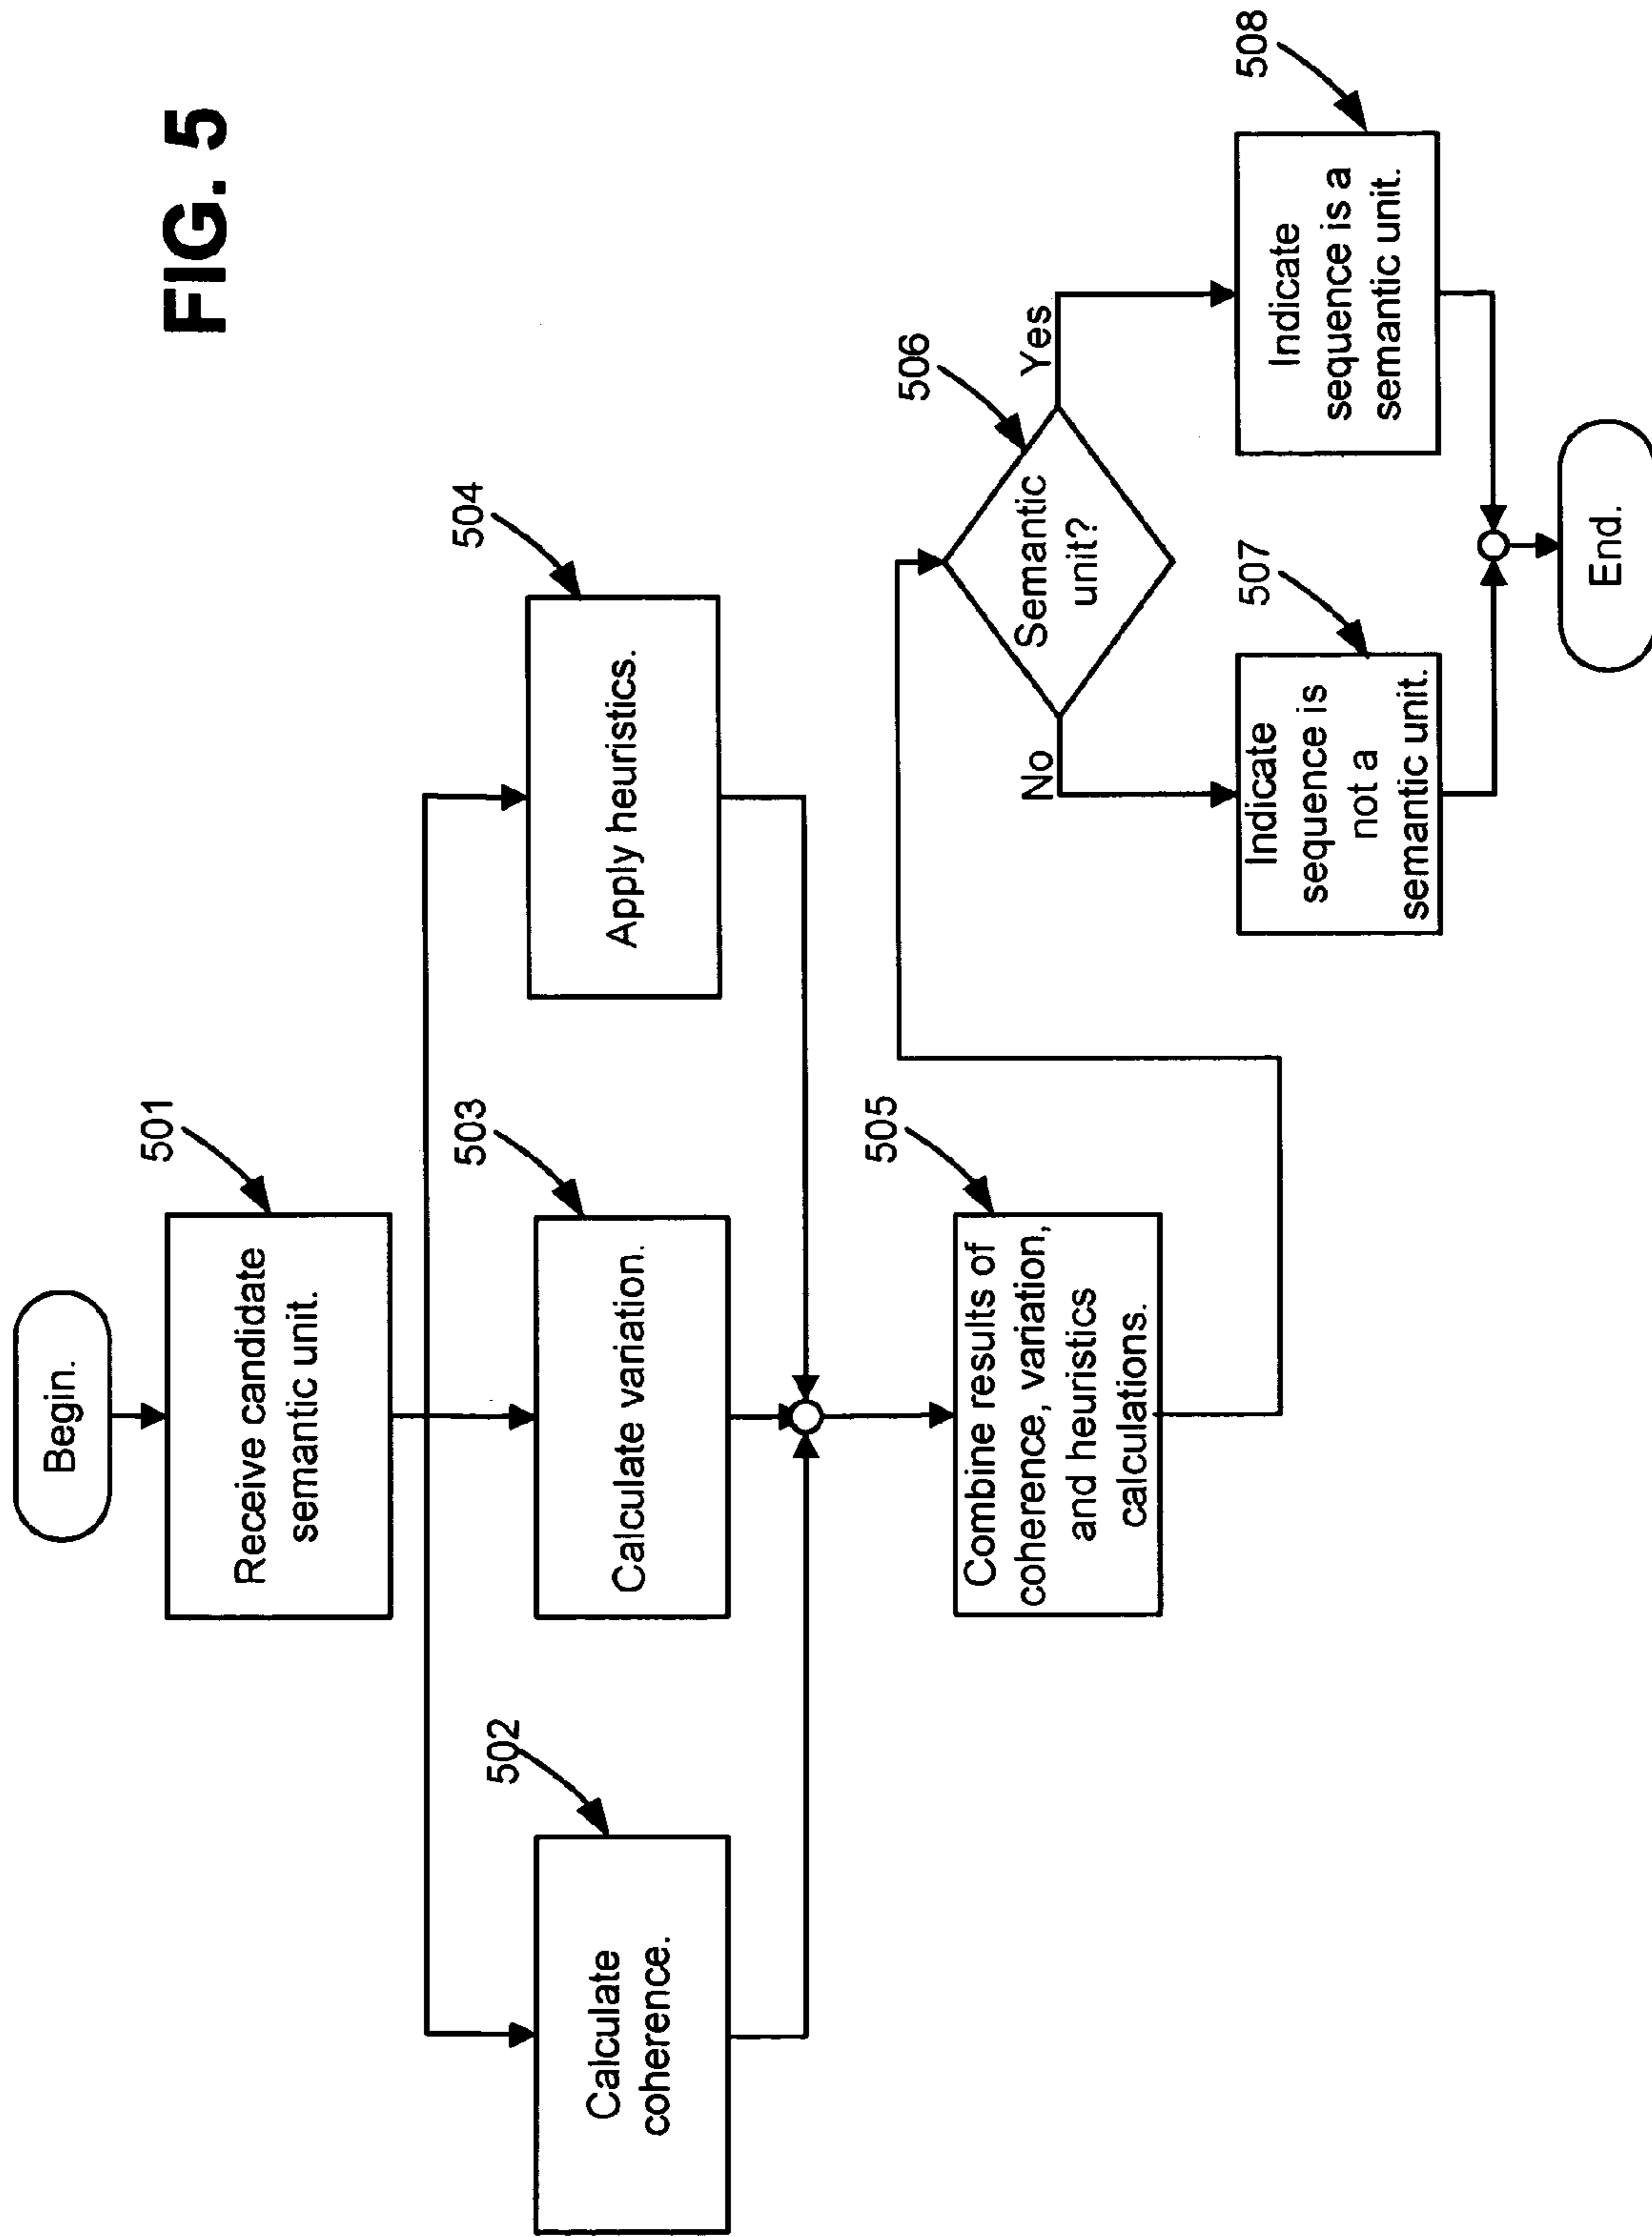 FIG. 5
Begin.
501
Receive candidate
semantic unit.
502
Calculate
coherence.
503
Calculate variation.
504
Apply heuristics.
505
Combine results of
coherence, variation,
and heuristics
calculations.
506
Semantic
unit?
No
Yes
507
Indicate
sequence is
not a
semantic unit.
508
Indicate
sequence is a
semantic unit.
End.